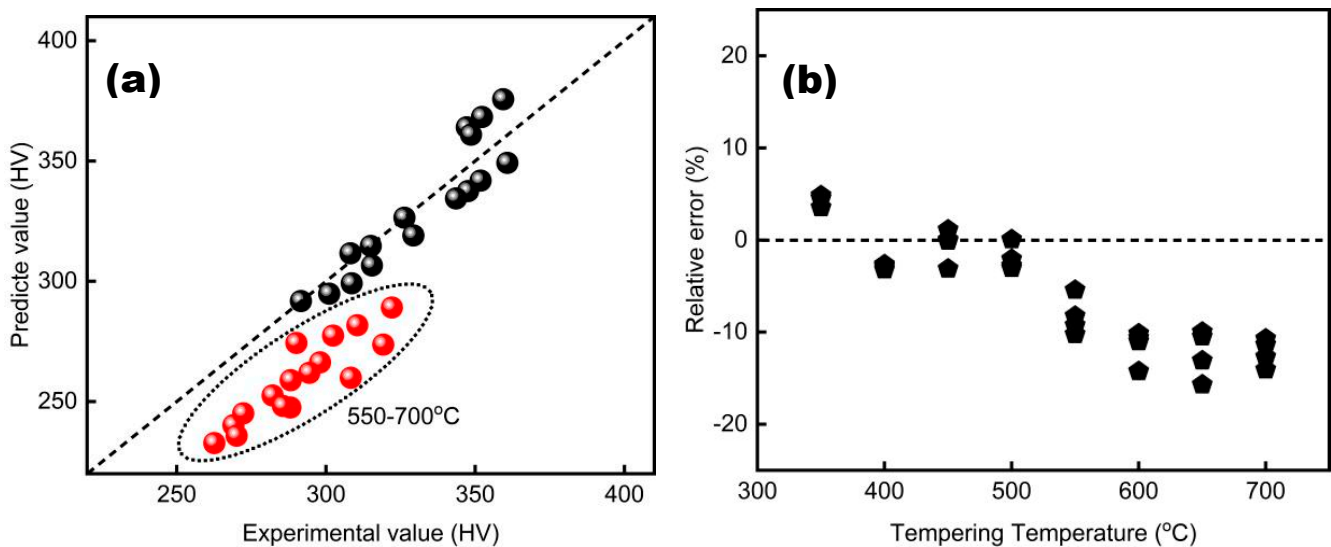 (a)
400
350
300
250
Predicte value (HV)
550-700°C
250
300
350
400
Experimental value (HV)
(b)
20
10
0
-10
-20
Relative error (%)
300
400
500
600
700
Tempering Temperature (°C)